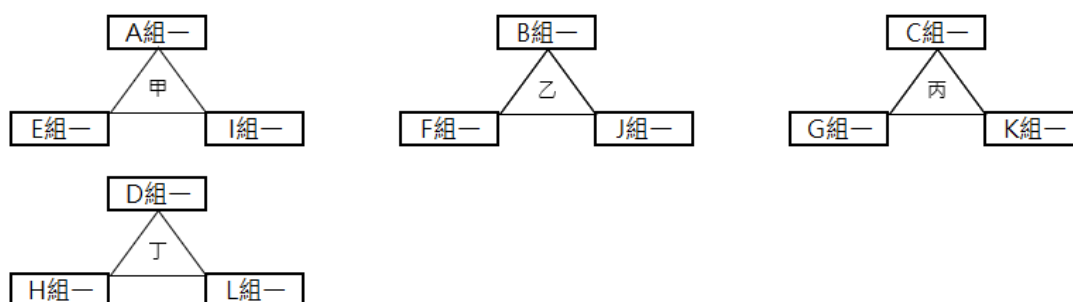 A組一 B組一 C組一
甲 乙 丙
E組一 I組一 F組一 J組一 G組一 K組一
D組一
丁
H組一 L組一